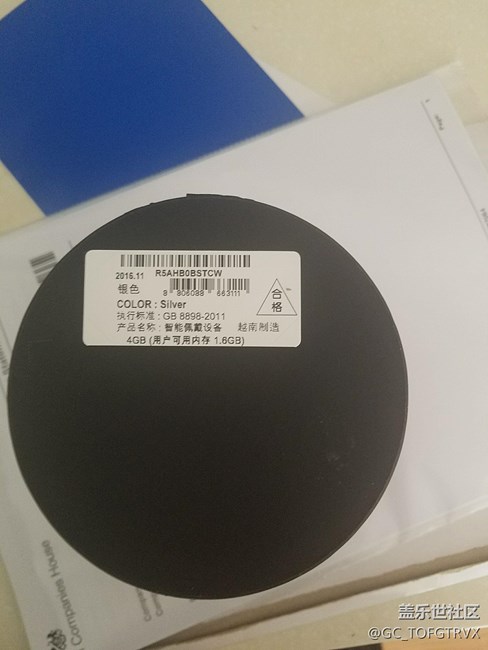 Page
2015.11 R5AHB0BSTCW
银色
8 806088 663111
COLOR : Silver
合格
执行标准 : GB 8898-2011
产品名称 : 智能佩戴设备 越南制造
4GB (用户可用内存 1.6GB)
Companies House
盖乐世社区
@GC_TOFGTRVX